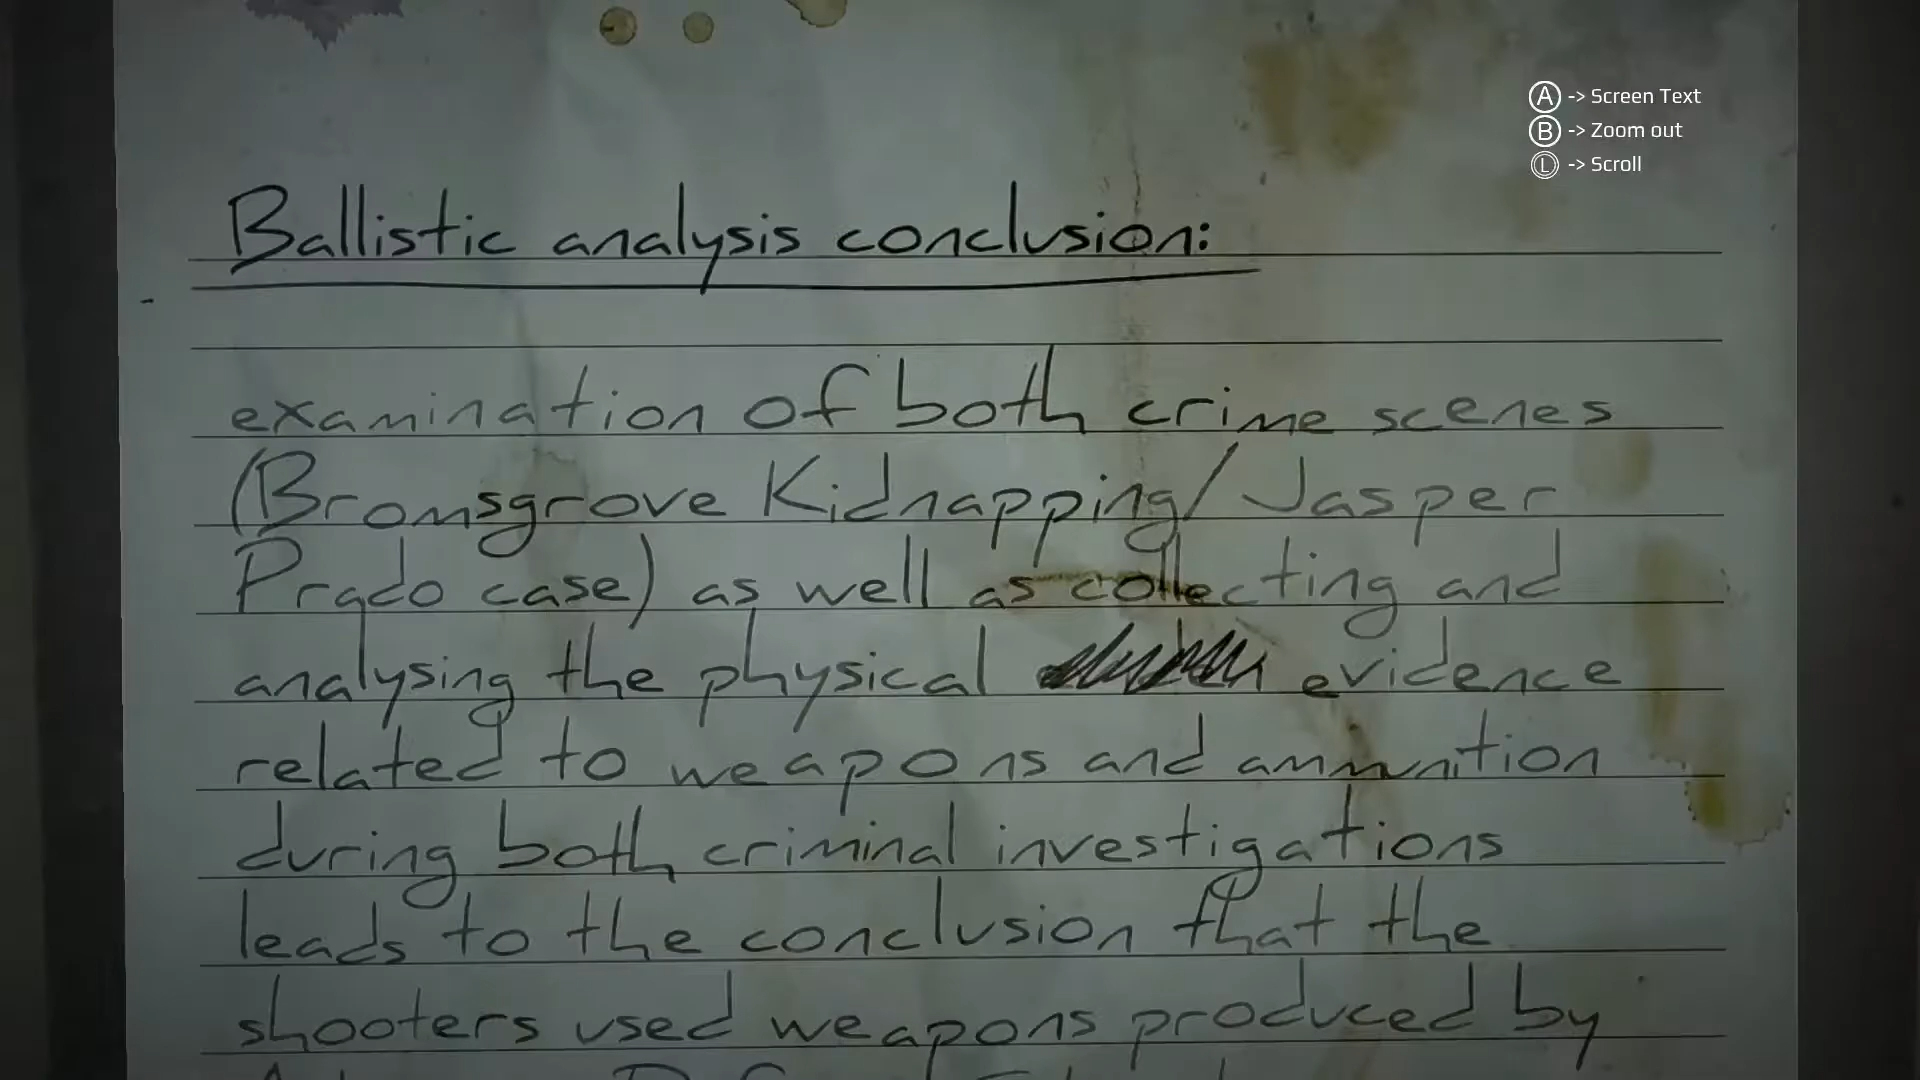 -> Screen Text
-> Zoom out
-> Scroll
Ballistic analysis conclusion:
examination of both crime scenes
(Bromsgrove Kidnapping/Jasper
Prado case) as well as collecting and
analysing the physical evidence
related to weapons and ammunition
during both criminal investigations
leads to the conclusion that the
shooters used weapons produced by